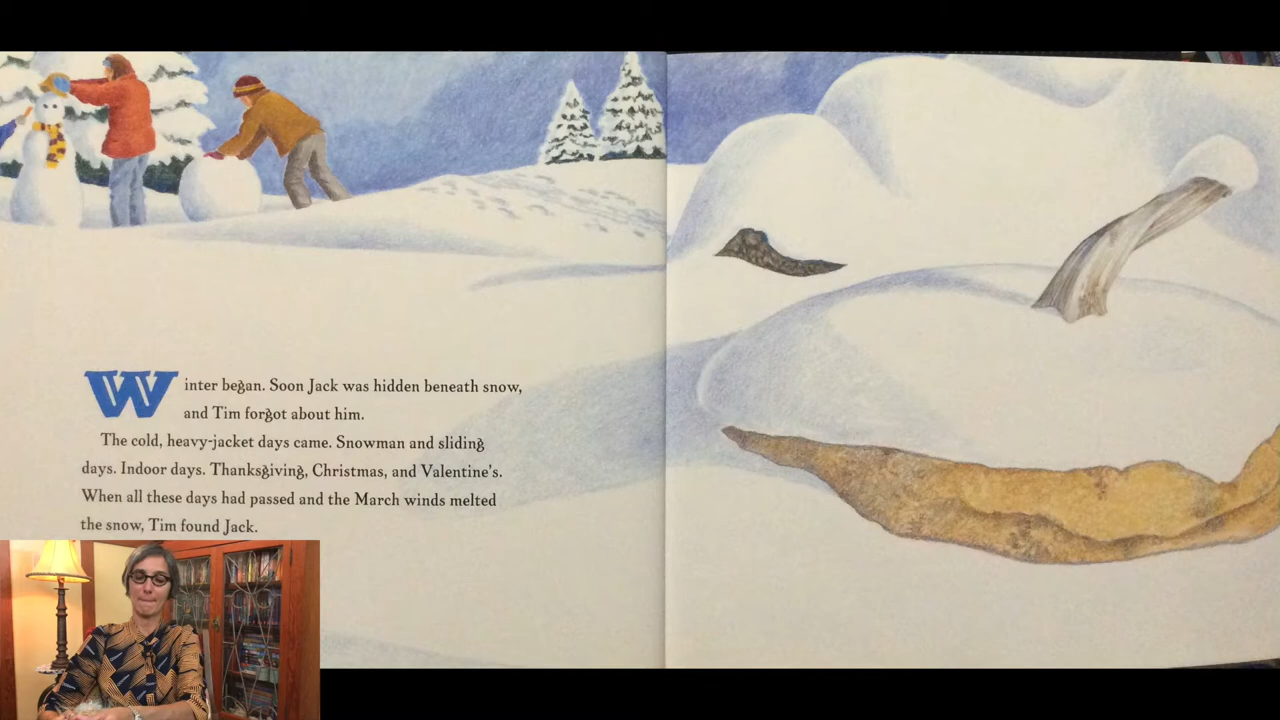 Winter began. Soon Jack was hidden beneath snow,
and Tim forgot about him.
The cold, heavy-jacket days came. Snowman and sliding
days. Indoor days. Thanksgiving, Christmas, and Valentine's.
When all these days had passed and the March winds melted
the snow, Tim found Jack.